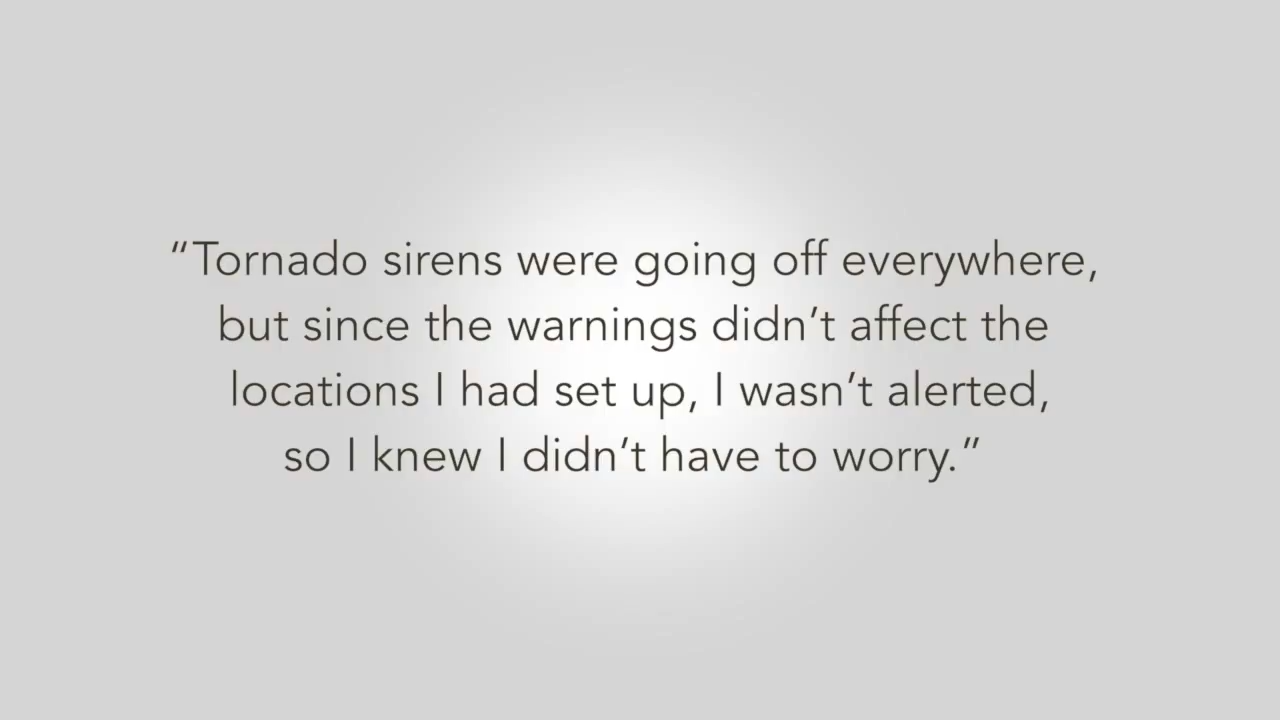 “Tornado sirens were going off everywhere,
but since the warnings didn’t affect the
locations I had set up, I wasn’t alerted,
so I knew I didn’t have to worry.”